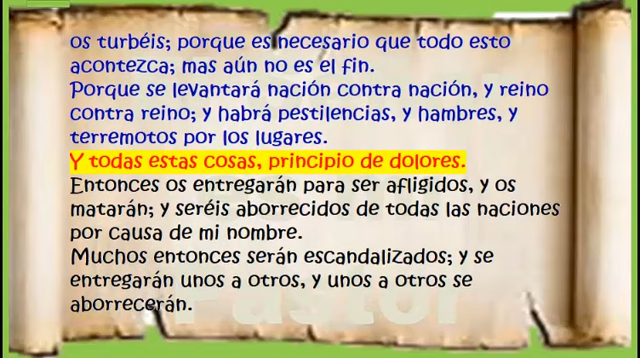 os turbéis; porque es necesario que todo esto
acontezca; mas aún no es el fin.
Porque se levantará nación contra nación, y reino
contra reino; y habrá pestilencias, y hambres, y
terremotos por los lugares.
Y todas estas cosas, principio de dolores.
Entonces os entregarán para ser afligidos, y os
matarán; y seréis aborrecidos de todas las naciones
por causa de mi nombre.
Muchos entonces serán escandalizados; y se
entregarán unos a otros, y unos a otros se
aborrecerán.
Pastor